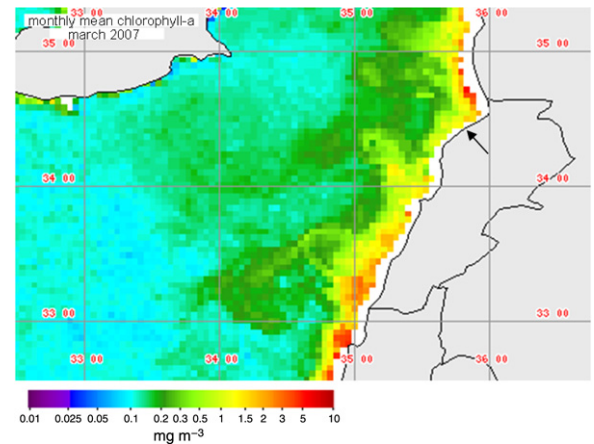 33 00 34 00 35 00 36 00
monthly mean chlorophyll-a
march 2007
35 00 35 00
34 00 34 00
33 00 33 00
33 00 34 00 35 00 36 00
0.01 0.025 0.05 0.1 0.2 0.3 0.5 1 1.5 2 3 5 10
mg m⁻³